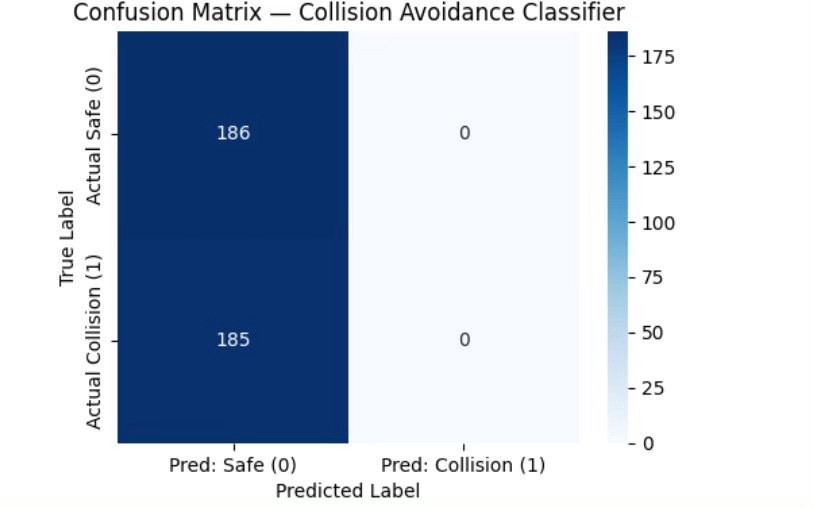 Confusion Matrix — Collision Avoidance Classifier
True Label
Actual Safe (0)
Actual Collision (1)
186
0
185
0
175
150
125
100
75
50
25
0
Pred: Safe (0)
Pred: Collision (1)
Predicted Label